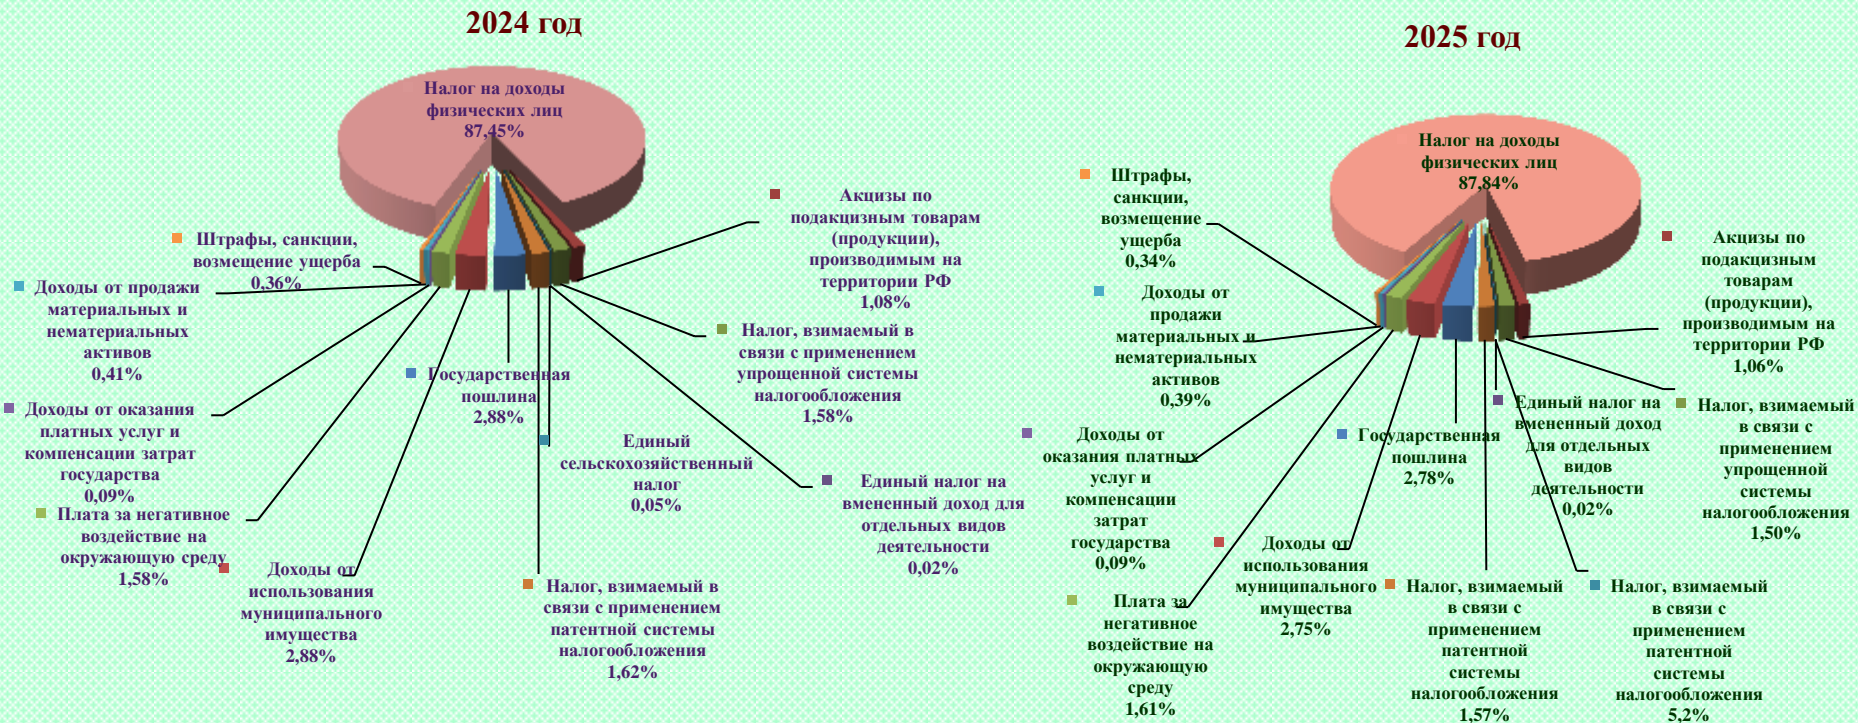 2024 год
Налог на доходы
физических лиц
87,45%
Акцизы по
подакцизным товарам
(продукции),
производимым на
территории РФ
1,08%
Штрафы, санкции,
возмещение ущерба
0,36%
Доходы от продажи
материальных и
нематериальных
активов
0,41%
Налог, взимаемый в
связи с применением
упрощенной системы
налогообложения
1,58%
Государственная
пошлина
2,88%
Доходы от оказания
платных услуг и
компенсации затрат
государства
0,09%
Единый
сельскохозяйственный
налог
0,05%
Единый налог на
вмененный доход для
отдельных видов
деятельности
0,02%
Плата за негативное
воздействие на
окружающую среду
1,58%
Доходы от
использования
муниципального
имущества
2,88%
Налог, взимаемый в
связи с применением
патентной системы
налогообложения
1,62%
2025 год
Налог на доходы
физических лиц
87,84%
Штрафы,
санкции,
возмещение
ущерба
0,34%
Акцизы по
подакцизным
товарам
(продукции),
производимым на
территории РФ
1,06%
Доходы от
продажи
материальных и
нематериальных
активов
0,39%
Единый налог на
вмененный доход
для отдельных
видов
деятельности
0,02%
Налог, взимаемый
в связи с
применением
упрощенной
системы
налогообложения
1,50%
Доходы от
оказания платных
услуг и
компенсации
затрат
государства
0,09%
Государственная
пошлина
2,78%
Доходы от
использования
муниципального
имущества
2,75%
Плата за
негативное
воздействие на
окружающую
среду
1,61%
Налог, взимаемый
в связи с
применением
патентной
системы
налогообложения
1,57%
Налог, взимаемый
в связи с
применением
патентной
системы
налогообложения
5,2%